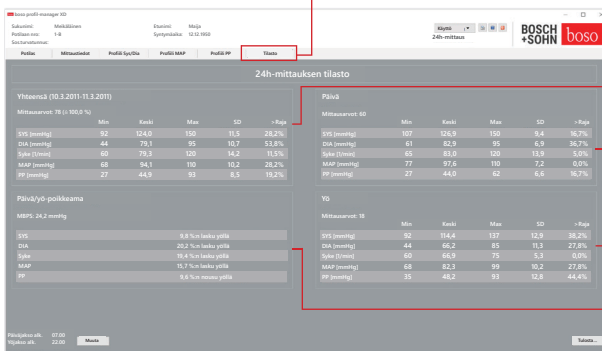 boso profili-manager XD
Sukunimi: Meikäläinen Etunimi: Meija
Potilaan nro: 1-B Syntymäaika: 12.12.1950
Sosiaaliturvatunnus:
Käyttö
24h-mittaus
BOSCH
+SOHN boso
Potilas Mittaustiedot Profiili Sys/Dia Profiili MAP Profiili PP Tilasto
24h-mittauksen tilasto
Yhteensä (10.3.2011-11.3.2011)
Mittausarvot: 78 (≙ 100,0 %)
Min Keski Max SD >Raja
SYS [mmHg] 92 124,0 150 11,5 28,2%
DIA [mmHg] 44 79,1 95 10,7 53,8%
Syke [1/min] 60 79,3 120 14,2 11,5%
MAP [mmHg] 68 94,1 110 10,2 28,2%
PP [mmHg] 27 44,9 93 8,5 19,2%
Päivä
Mittausarvot: 60
Min Keski Max SD >Raja
SYS [mmHg] 107 126,9 150 9,4 16,7%
DIA [mmHg] 61 82,9 95 6,9 36,7%
Syke [1/min] 65 83,0 120 13,9 5,0%
MAP [mmHg] 77 97,6 110 7,2 0,0%
PP [mmHg] 27 44,0 62 6,6 16,7%
Päivä/yö-poikkeama
MBPS: 24,2 mmHg
SYS 9,8 %:n lasku yöllä
DIA 20,2 %:n lasku yöllä
Syke 19,4 %:n lasku yöllä
MAP 15,7 %:n lasku yöllä
PP 9,6 %:n nousu yöllä
Yö
Mittausarvot: 18
Min Keski Max SD >Raja
SYS [mmHg] 92 114,4 137 12,9 38,2%
DIA [mmHg] 44 66,2 85 11,3 27,8%
Syke [1/min] 60 66,9 75 5,3 0,0%
MAP [mmHg] 68 82,3 99 10,2 27,8%
PP [mmHg] 35 48,2 93 12,8 44,4%
Päiväjakso alk. 07:00
Yöjakso alk. 22:00 Muuta
Tulosta...